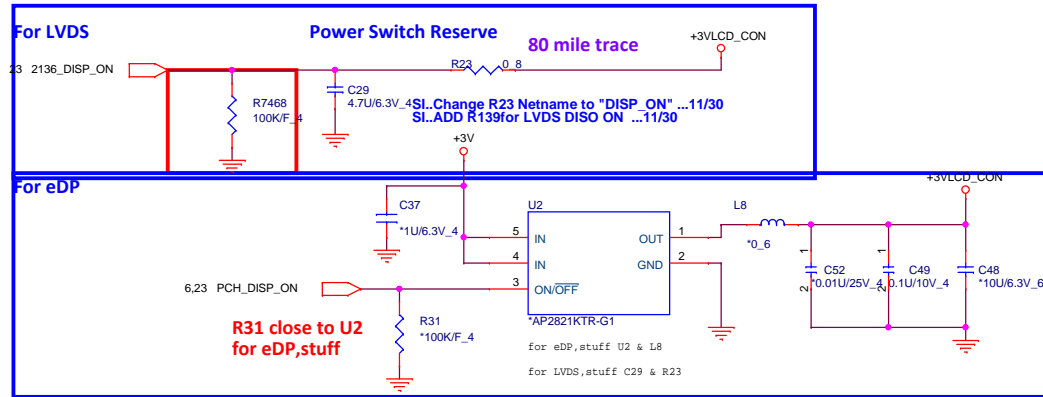 For LVDS
Power Switch Reserve
80 mile trace
+3VLCD_CON
23 2136_DISP_ON
R23
0_8
R7468
100K/F_4
C29
4.7U/6.3V_4
SI..Change R23 Netname to "DISP_ON" ...11/30
SI..ADD R139for LVDS DISO ON ...11/30
+3V
For eDP
+3VLCD_CON
C37
*1U/6.3V_4
U2
L8
*0_6
5
IN
OUT
1
4
IN
GND
2
3
ON/OFF
6,23 PCH_DISP_ON
*AP2821KTR-G1
R31
*100K/F_4
R31 close to U2
for eDP,stuff
for eDP,stuff U2 & L8
for LVDS,stuff C29 & R23
1
2
C52
*0.01U/25V_4
1
2
C49
0.1U/10V_4
C48
*10U/6.3V_6